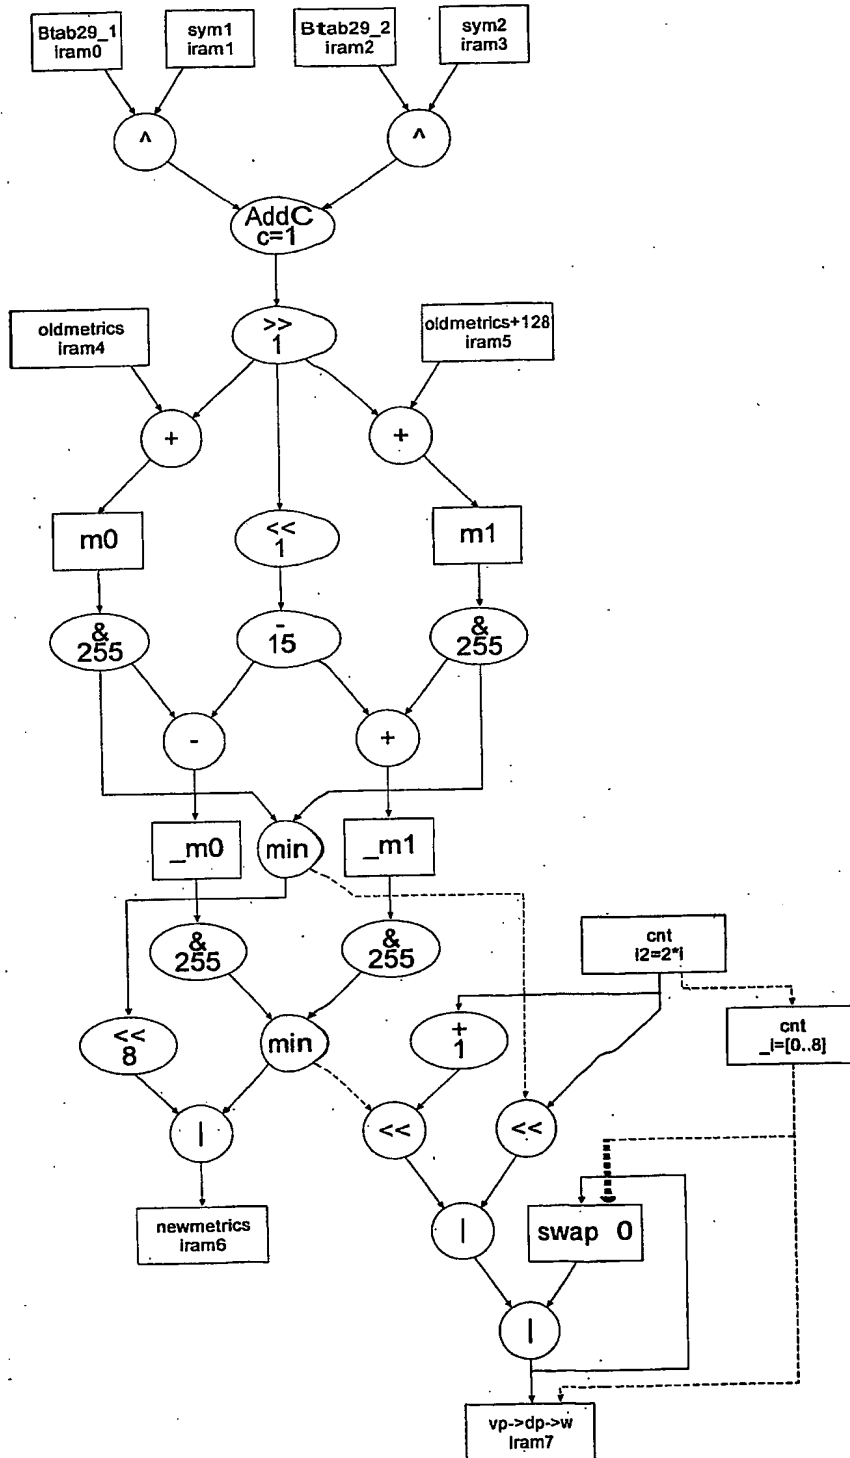 Btab29_1
iram0
sym1
iram1
Btab29_2
iram2
sym2
iram3
^
^
AddC
c=1
oldmetrics
iram4
>>
1
oldmetrics+128
iram5
+
+
m0
<<
1
m1
&
255
-
15
&
255
-
+
_m0
min
_m1
&
255
&
255
cnt
i2=2*i
<<
8
min
+
1
cnt
_i=[0..8]
|
<<
<<
newmetrics
iram6
|
swap 0
|
vp->dp->w
iram7